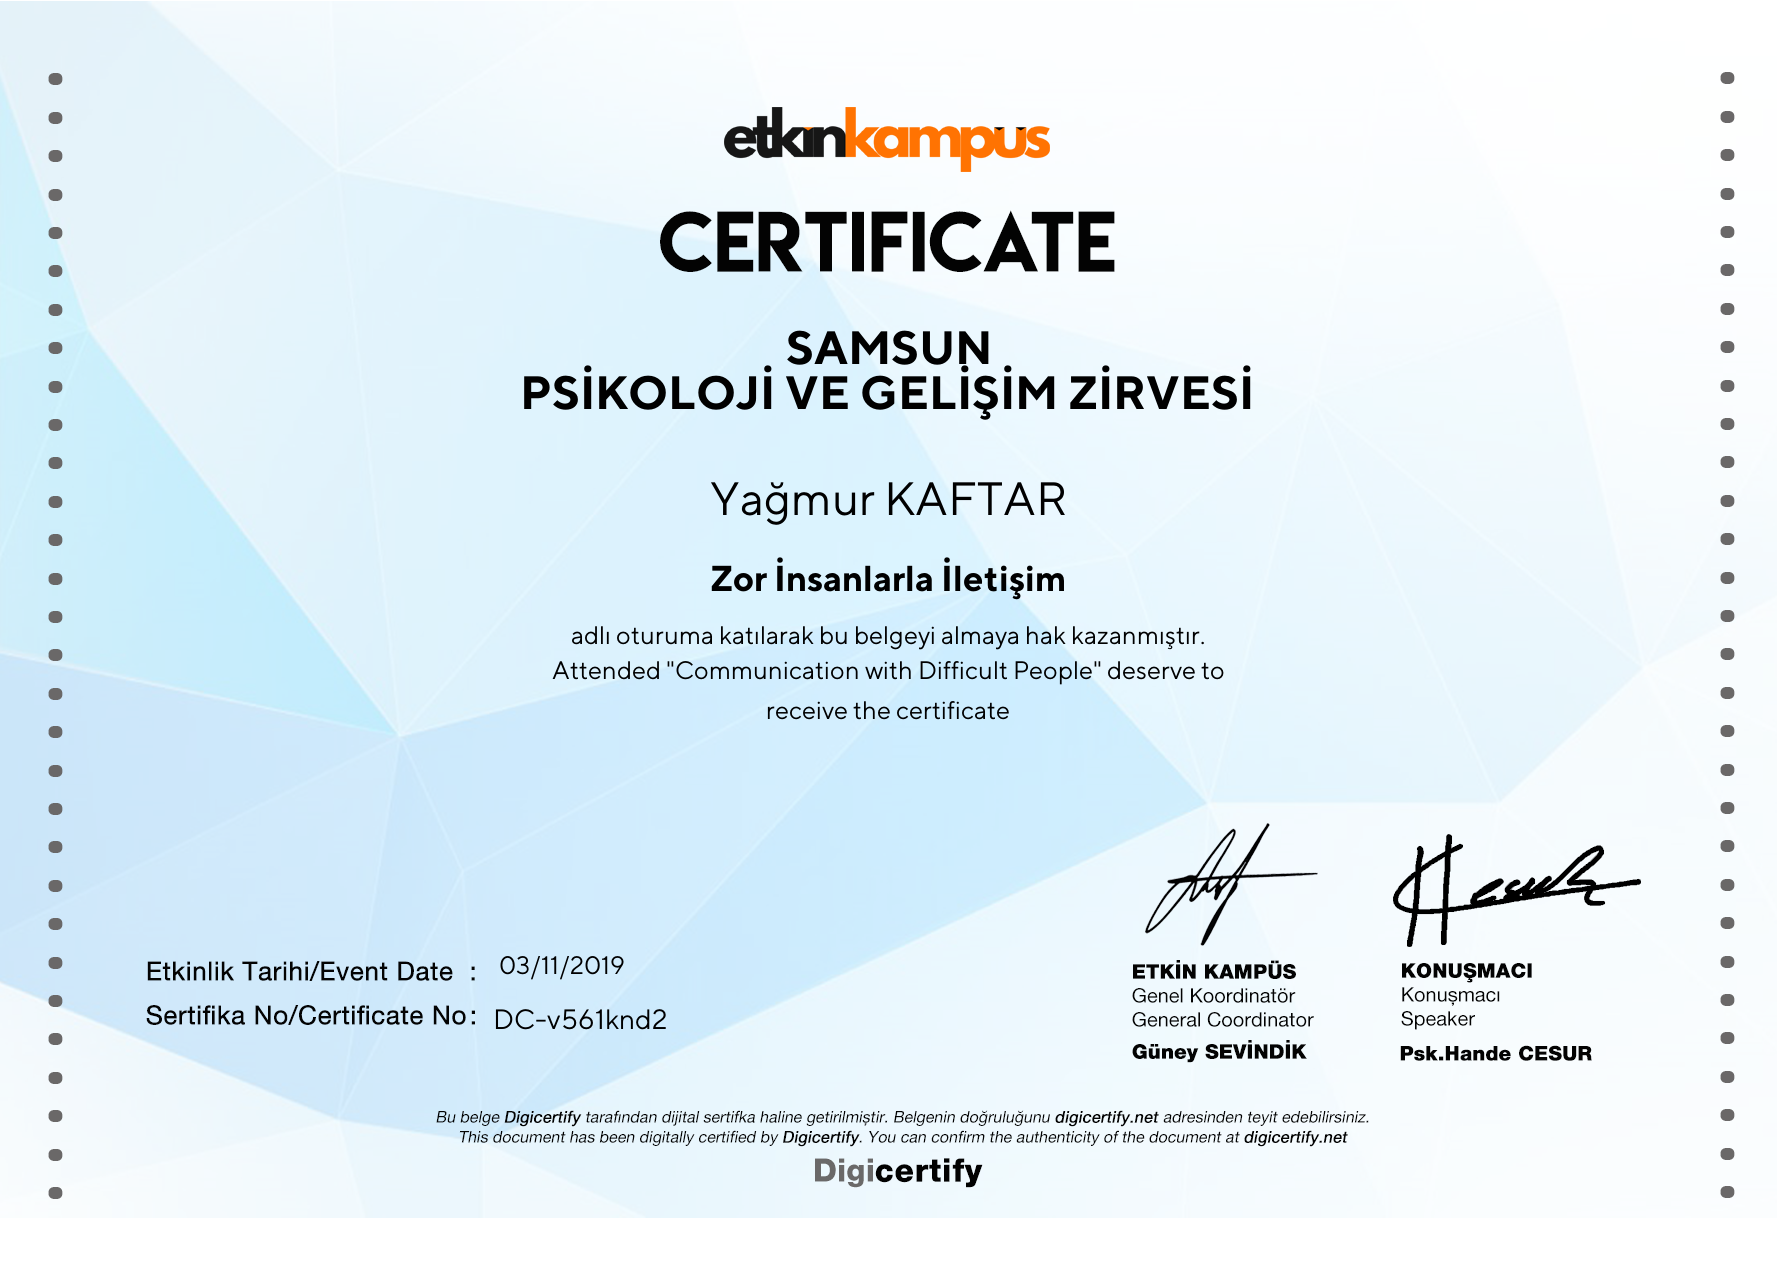 etkinkampüs
CERTIFICATE
SAMSUN
PSİKOLOJİ VE GELİŞİM ZİRVESİ
Yağmur KAFTAR
Zor İnsanlarla İletişim
adlı oturuma katılarak bu belgeyi almaya hak kazanmıştır.
Attended "Communication with Difficult People" deserve to
receive the certificate
Etkinlik Tarihi/Event Date : 03/11/2019
Sertifika No/Certificate No: DC-v561knd2
ETKİN KAMPÜS
Genel Koordinatör
General Coordinator
Güney SEVİNDİK
H Cesur
KONUŞMACI
Konuşmacı
Speaker
Psk.Hande CESUR
Bu belge Digicertify tarafından dijital sertifka haline getirilmiştir. Belgenin doğruluğunu digicertify.net adresinden teyit edebilirsiniz.
This document has been digitally certified by Digicertify. You can confirm the authenticity of the document at digicertify.net
Digicertify